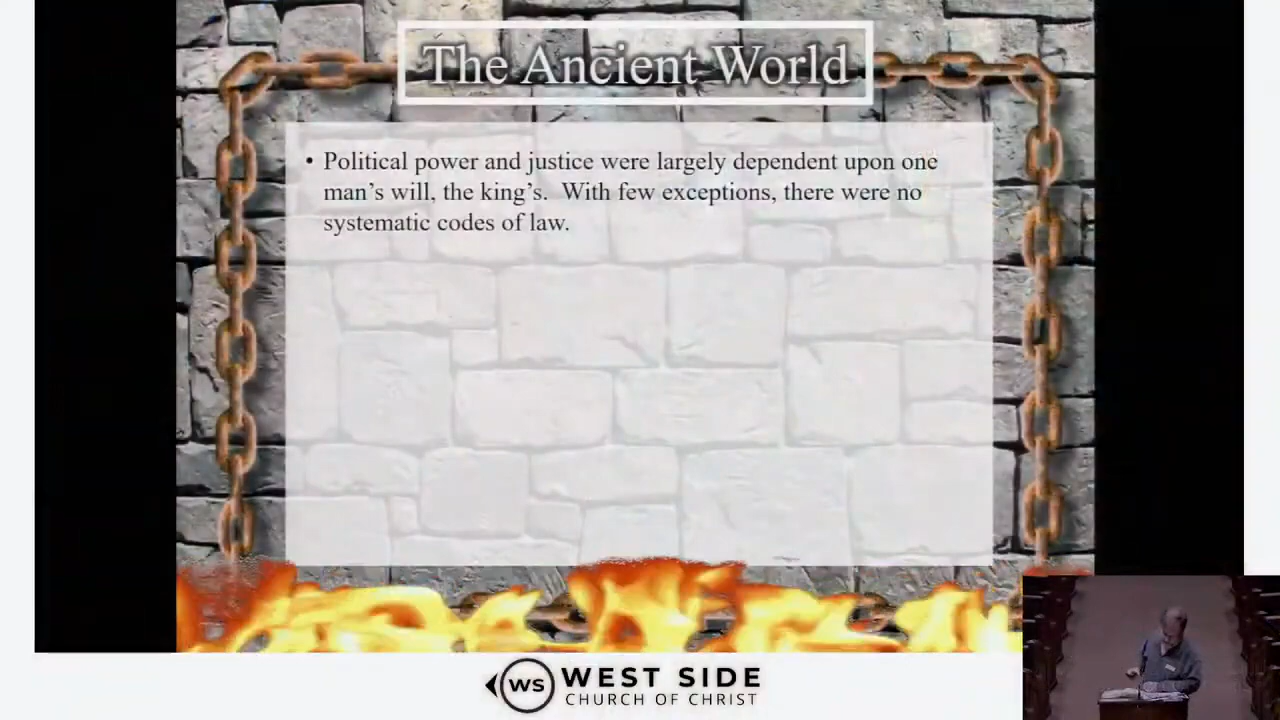 The Ancient World
• Political power and justice were largely dependent upon one
man's will, the king's.  With few exceptions, there were no
systematic codes of law.
WS
WEST SIDE
CHURCH OF CHRIST